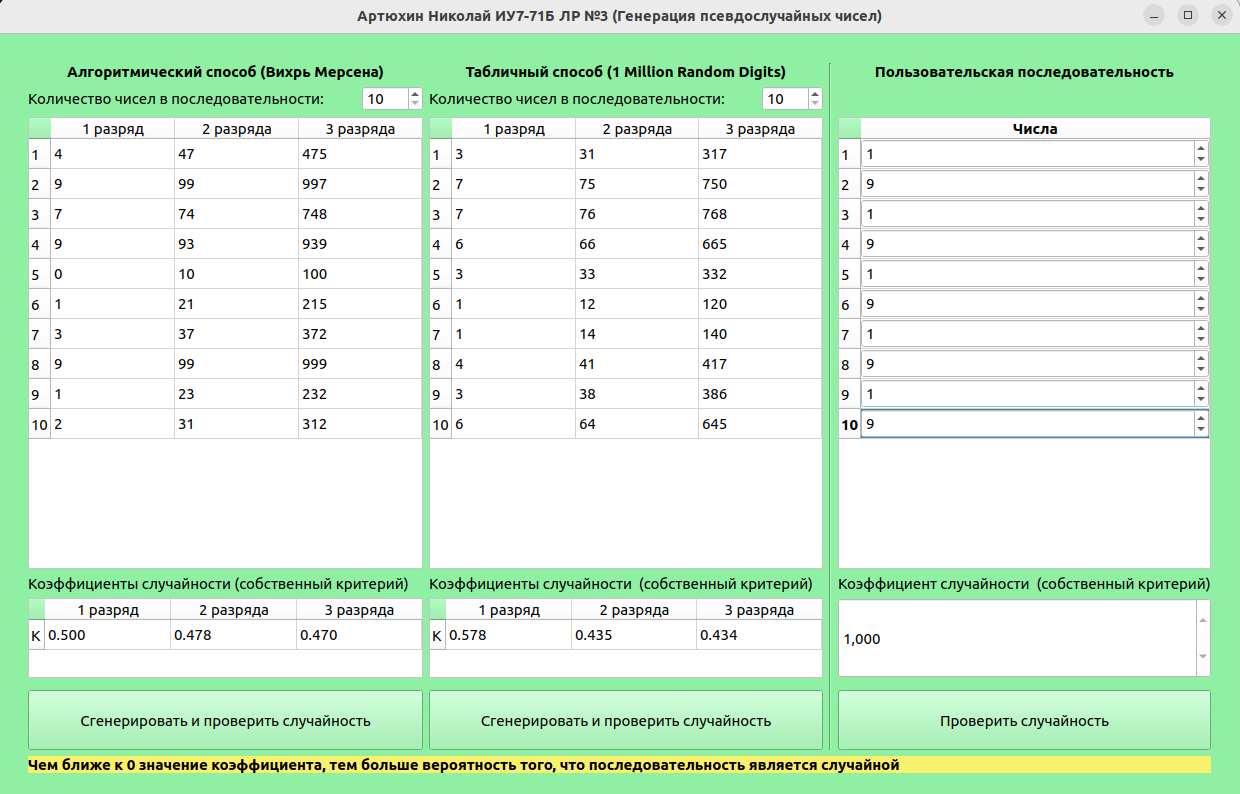 Артюхин Николай ИУ7-71Б ЛР №3 (Генерация псевдослучайных чисел)
Алгоритмический способ (Вихрь Мерсена)
Количество чисел в последовательности: 10
1 разряд 2 разряда 3 разряда
1 4 47 475
2 9 99 997
3 7 74 748
4 9 93 939
5 0 10 100
6 1 21 215
7 3 37 372
8 9 99 999
9 1 23 232
10 2 31 312
Коэффициенты случайности (собственный критерий)
1 разряд 2 разряда 3 разряда
K 0.500 0.478 0.470
Сгенерировать и проверить случайность
Табличный способ (1 Million Random Digits)
Количество чисел в последовательности: 10
1 разряд 2 разряда 3 разряда
1 3 31 317
2 7 75 750
3 7 76 768
4 6 66 665
5 3 33 332
6 1 12 120
7 1 14 140
8 4 41 417
9 3 38 386
10 6 64 645
Коэффициенты случайности (собственный критерий)
1 разряд 2 разряда 3 разряда
K 0.578 0.435 0.434
Сгенерировать и проверить случайность
Пользовательская последовательность
Числа
1 1
2 9
3 1
4 9
5 1
6 9
7 1
8 9
9 1
10 9
Коэффициент случайности (собственный критерий)
1,000
Проверить случайность
Чем ближе к 0 значение коэффициента, тем больше вероятность того, что последовательность является случайной